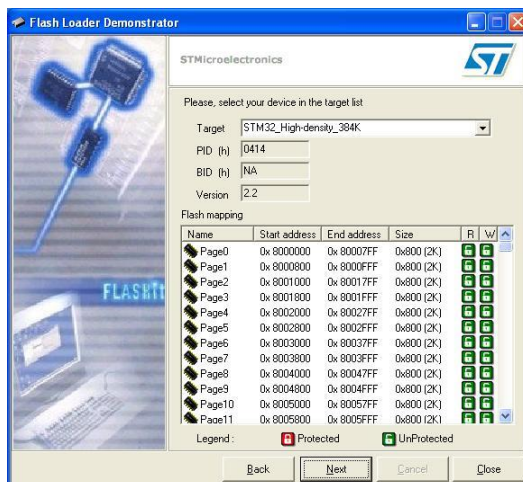 Flash Loader Demonstrator
STMicroelectronics
ST
Please, select your device in the target list
Target STM32_High-density_384K
PID (h) 0414
BID (h) NA
Version 2.2
Flash mapping
Name Start address End address Size R W
Page0 0x 8000000 0x 80007FF 0x800 (2K)
Page1 0x 8000800 0x 8000FFF 0x800 (2K)
Page2 0x 8001000 0x 80017FF 0x800 (2K)
Page3 0x 8001800 0x 8001FFF 0x800 (2K)
Page4 0x 8002000 0x 80027FF 0x800 (2K)
Page5 0x 8002800 0x 8002FFF 0x800 (2K)
Page6 0x 8003000 0x 80037FF 0x800 (2K)
Page7 0x 8003800 0x 8003FFF 0x800 (2K)
Page8 0x 8004000 0x 80047FF 0x800 (2K)
Page9 0x 8004800 0x 8004FFF 0x800 (2K)
Page10 0x 8005000 0x 80057FF 0x800 (2K)
Page11 0x 8005800 0x 8005FFF 0x800 (2K)
FLASHit
Legend : Protected UnProtected
Back Next Cancel Close